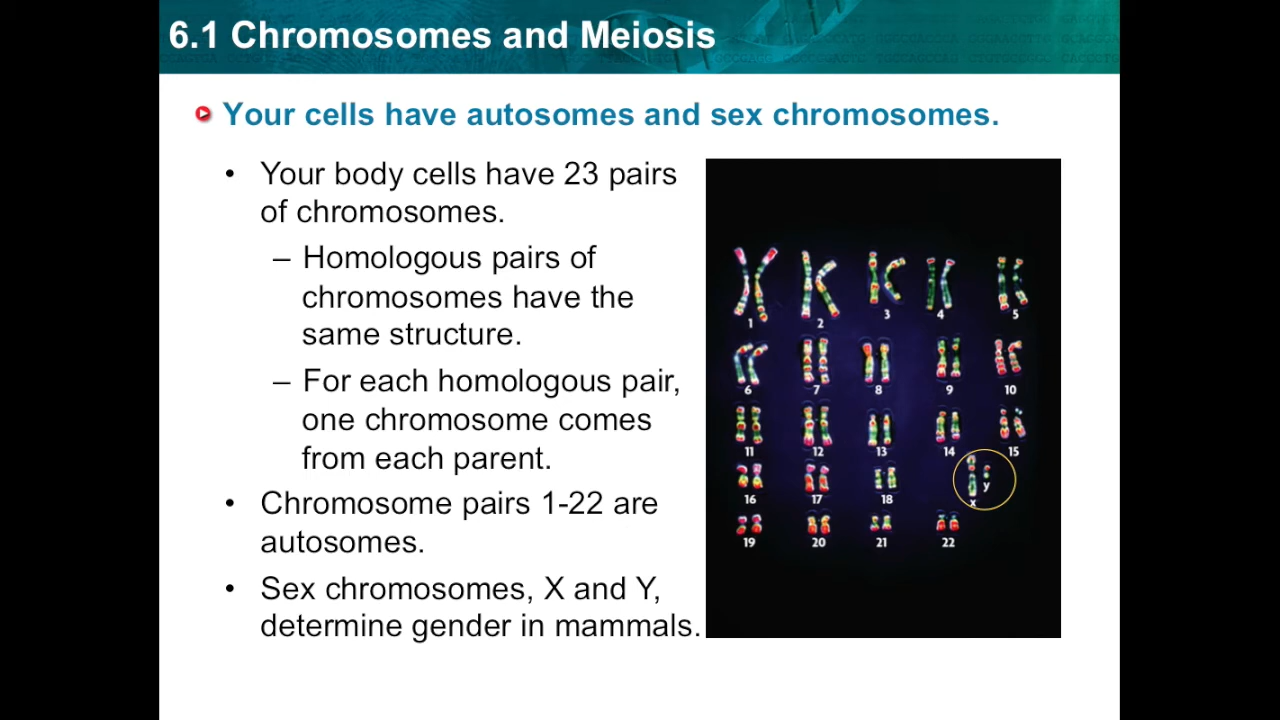 6.1 Chromosomes and Meiosis
Your cells have autosomes and sex chromosomes.
• Your body cells have 23 pairs
of chromosomes.
– Homologous pairs of
chromosomes have the
same structure.
– For each homologous pair,
one chromosome comes
from each parent.
• Chromosome pairs 1-22 are
autosomes.
• Sex chromosomes, X and Y,
determine gender in mammals.
1 2 3 4 5
6 7 8 9 10
11 12 13 14 15
16 17 18 x y
19 20 21 22